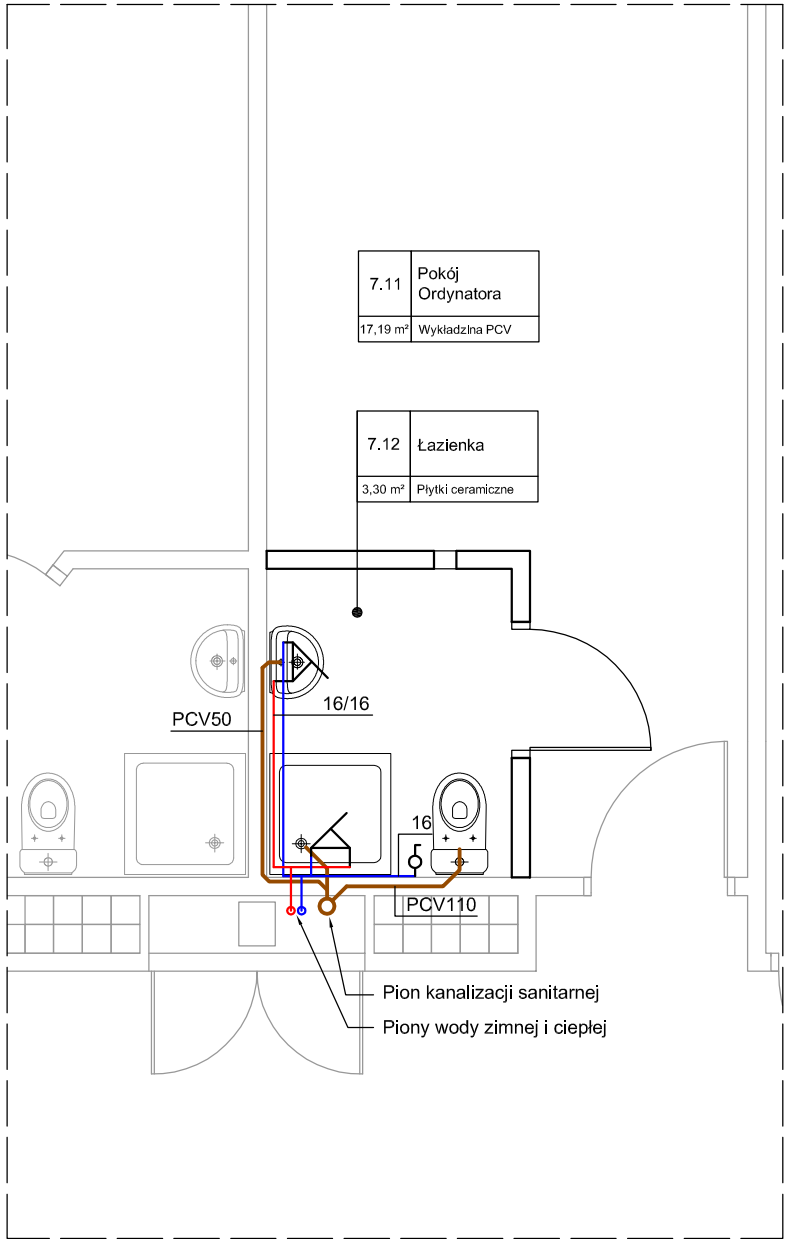 7.11
Pokój
Ordynatora
17,19 m²
Wykładzina PCV
7.12
Łazienka
3,30 m²
Płytki ceramiczne
16/16
PCV50
16
PCV110
Pion kanalizacji sanitarnej
Piony wody zimnej i ciepłej